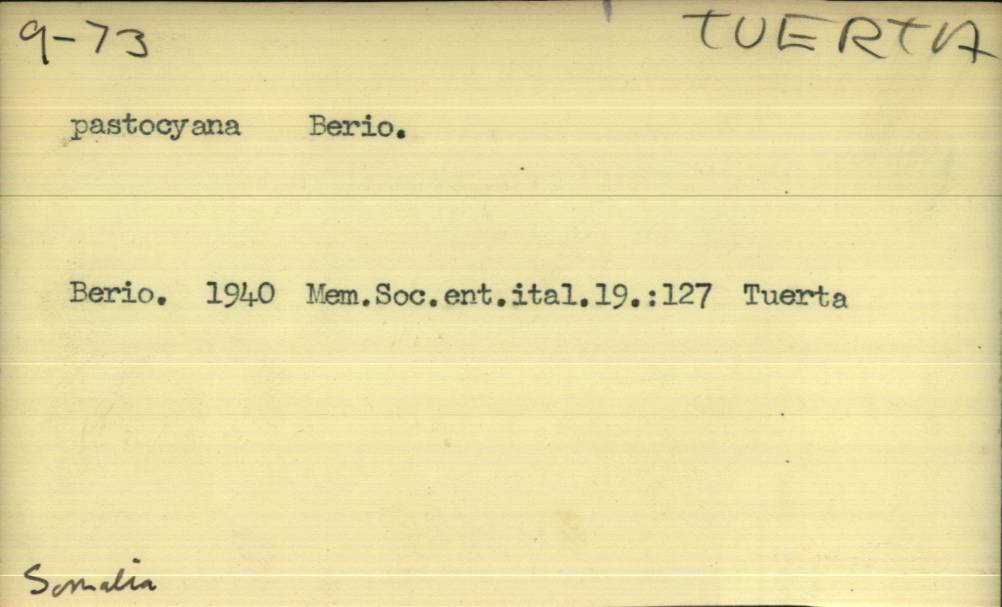 9-73 TUERTA
pastocyana Berio.
Berio. 1940 Mem.Soc.ent.ital.19.:127 Tuerta
Somalia